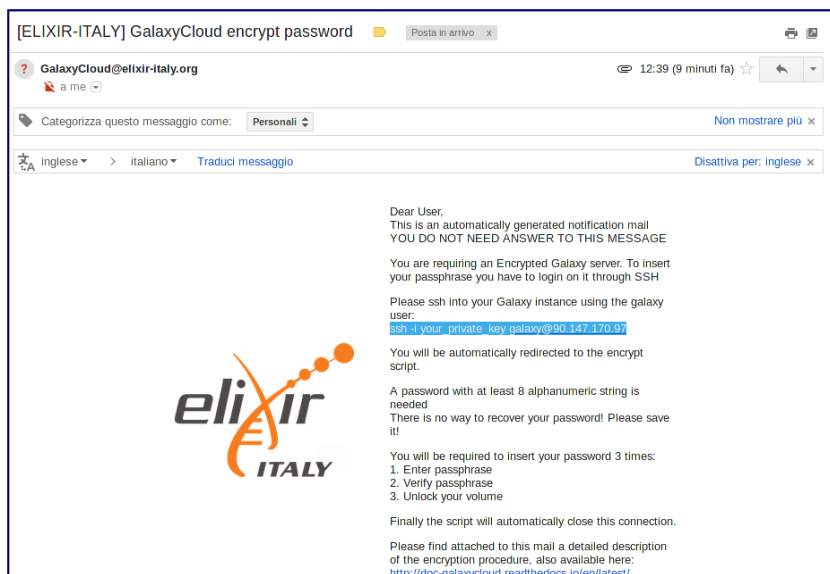 [ELIXIR-ITALY] GalaxyCloud encrypt password
Posta in arrivo x
GalaxyCloud@elixir-italy.org
12:39 (9 minuti fa)
a me
Categorizza questo messaggio come: Personali
Non mostrare più ×
inglese > italiano Traduci messaggio
Disattiva per: inglese ×
Dear User,
This is an automatically generated notification mail
YOU DO NOT NEED ANSWER TO THIS MESSAGE
You are requiring an Encrypted Galaxy server. To insert
your passphrase you have to login on it through SSH
Please ssh into your Galaxy instance using the galaxy
user:
ssh -i your_private_key galaxy@90.147.170.97
You will be automatically redirected to the encrypt
script.
A password with at least 8 alphanumeric string is
needed
There is no way to recover your password! Please save
it!
You will be required to insert your password 3 times:
1. Enter passphrase
2. Verify passphrase
3. Unlock your volume
Finally the script will automatically close this connection.
Please find attached to this mail a detailed description
of the encryption procedure, also available here:
http://doc-galaxycloud.readthedocs.io/en/latest/
elixir
ITALY